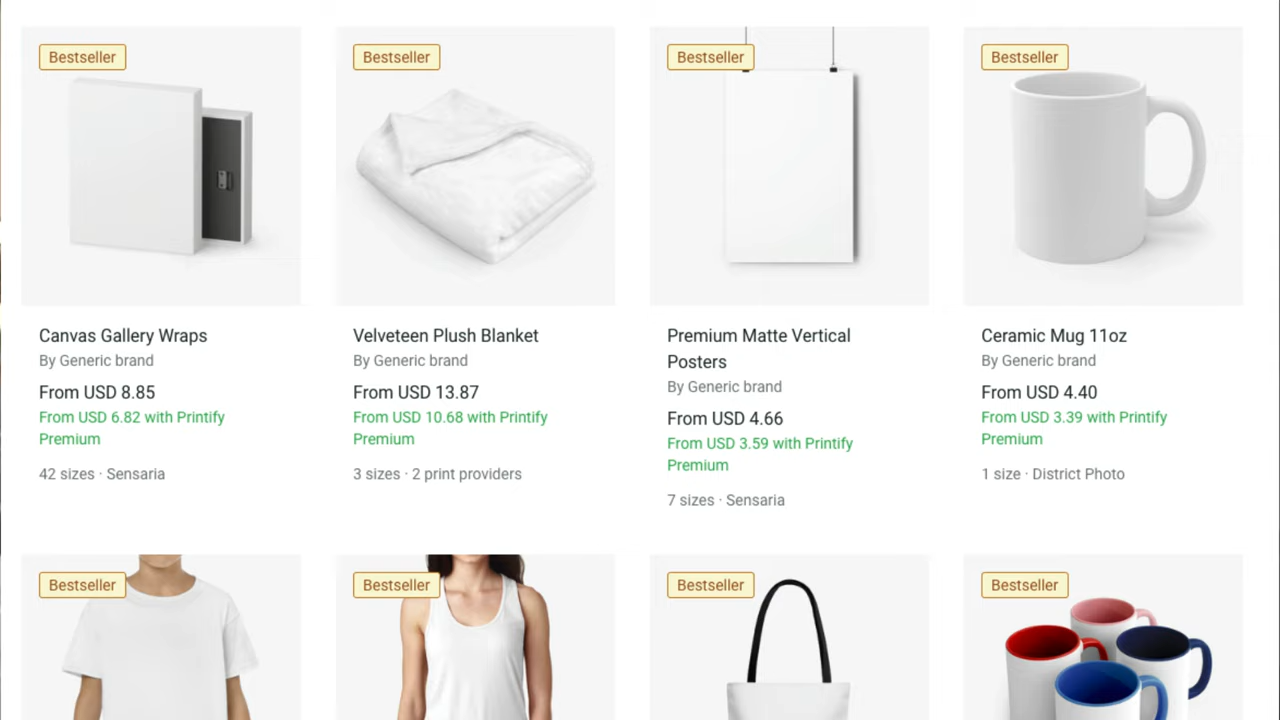 Bestseller
Bestseller
Bestseller
Bestseller
Canvas Gallery Wraps
By Generic brand
From USD 8.85
From USD 6.82 with Printify
Premium
42 sizes · Sensaria
Velveteen Plush Blanket
By Generic brand
From USD 13.87
From USD 10.68 with Printify
Premium
3 sizes · 2 print providers
Premium Matte Vertical
Posters
By Generic brand
From USD 4.66
From USD 3.59 with Printify
Premium
7 sizes · Sensaria
Ceramic Mug 11oz
By Generic brand
From USD 4.40
From USD 3.39 with Printify
Premium
1 size · District Photo
Bestseller
Bestseller
Bestseller
Bestseller